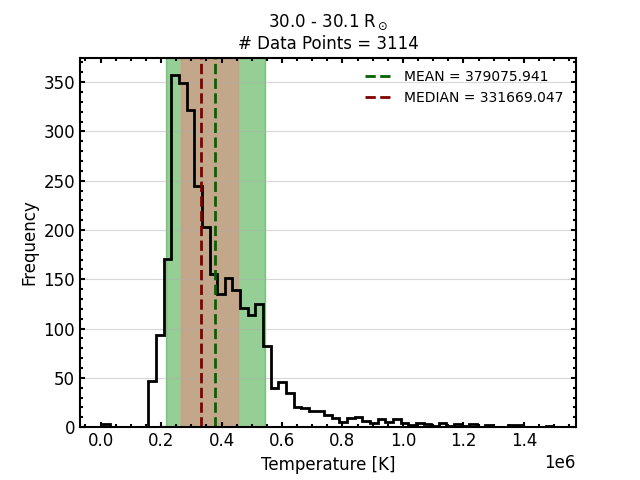 30.0 - 30.1 R⊙
# Data Points = 3114
MEAN = 379075.941
MEDIAN = 331669.047
Frequency
350
300
250
200
150
100
50
0
0.0 0.2 0.4 0.6 0.8 1.0 1.2 1.4
1e6
Temperature [K]